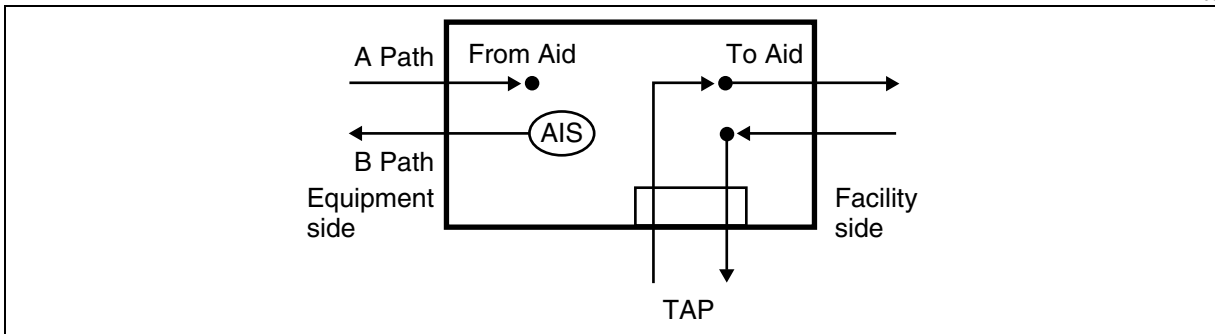 A Path
From Aid
To Aid
AIS
B Path
Equipment
side
Facility
side
TAP